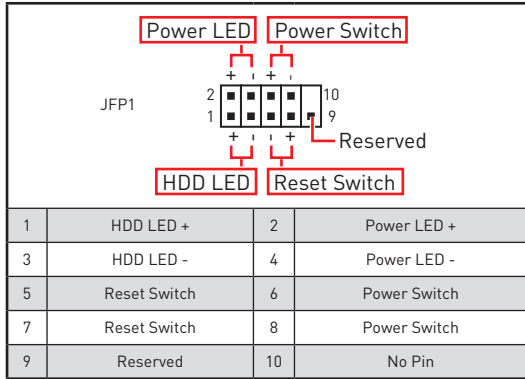 Power LED Power Switch
+ - + -
JFP1
2 10
1 9
+ - - +
Reserved
HDD LED Reset Switch
1 HDD LED + 2 Power LED +
3 HDD LED - 4 Power LED -
5 Reset Switch 6 Power Switch
7 Reset Switch 8 Power Switch
9 Reserved 10 No Pin